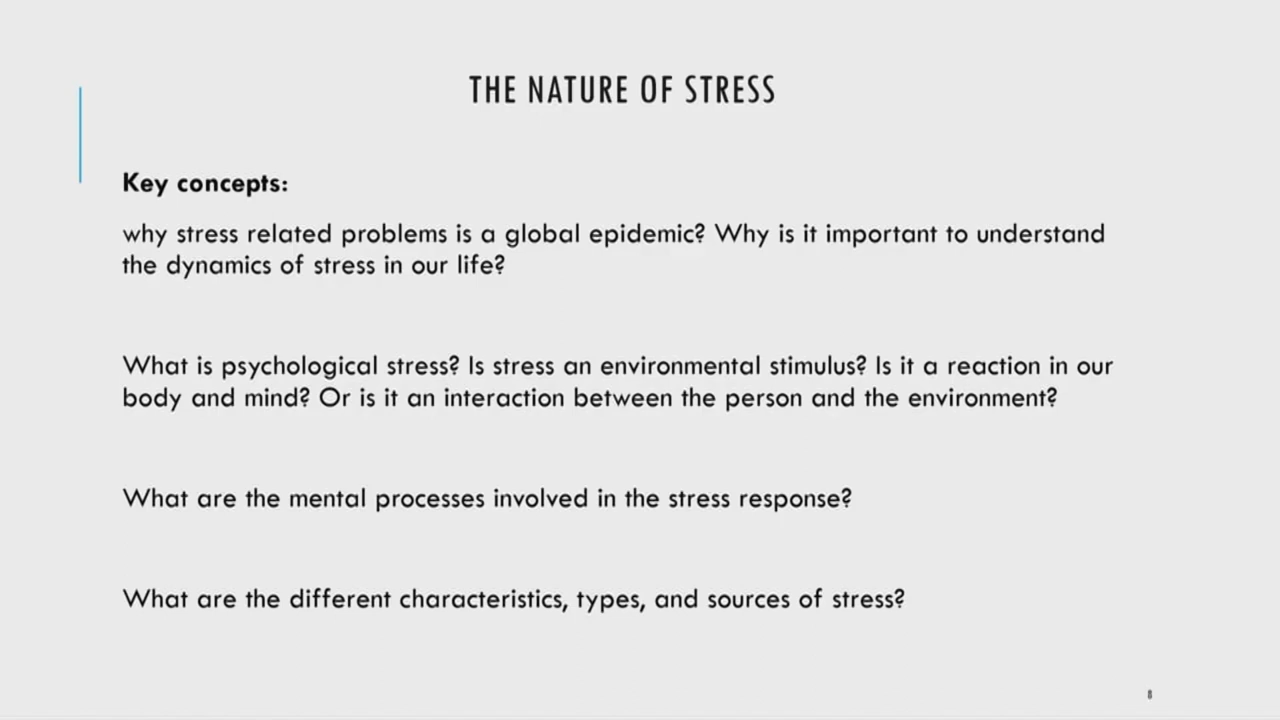 THE NATURE OF STRESS
Key concepts:
why stress related problems is a global epidemic? Why is it important to understand
the dynamics of stress in our life?
What is psychological stress? Is stress an environmental stimulus? Is it a reaction in our
body and mind? Or is it an interaction between the person and the environment?
What are the mental processes involved in the stress response?
What are the different characteristics, types, and sources of stress?
8